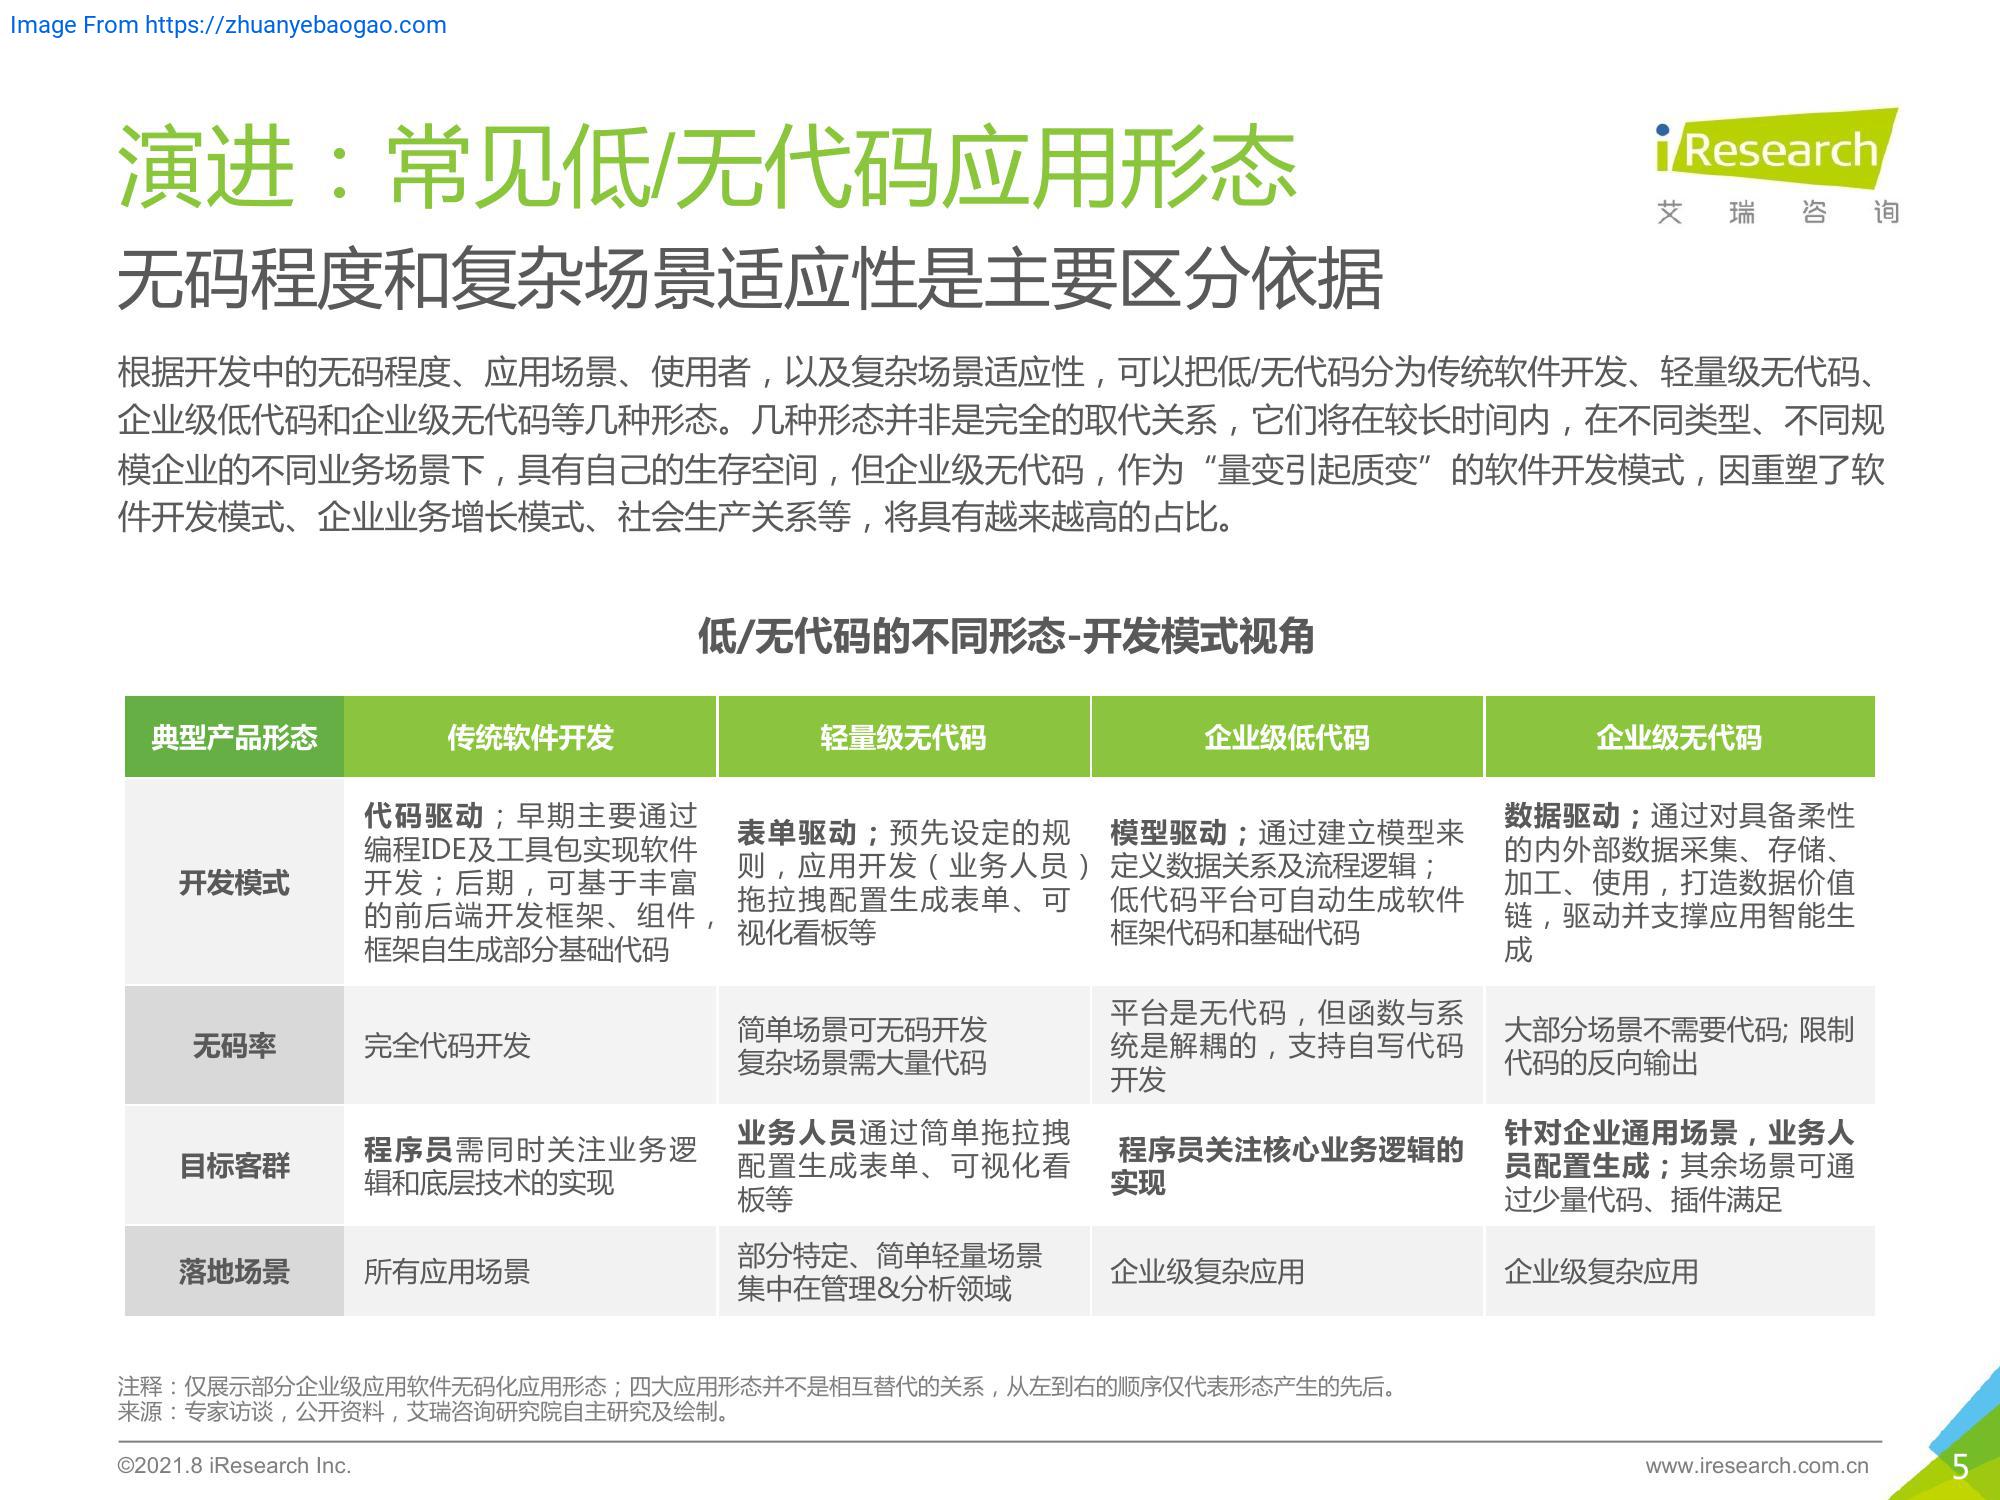 Image From https://zhuanyebaogao.com
演进：常见低/无代码应用形态
iResearch
艾 瑞 咨 询
无码程度和复杂场景适应性是主要区分依据
根据开发中的无码程度、应用场景、使用者，以及复杂场景适应性，可以把低/无代码分为传统软件开发、轻量级无代码、
企业级低代码和企业级无代码等几种形态。几种形态并非是完全的取代关系，它们将在较长时间内，在不同类型、不同规
模企业的不同业务场景下，具有自己的生存空间，但企业级无代码，作为“量变引起质变”的软件开发模式，因重塑了软
件开发模式、企业业务增长模式、社会生产关系等，将具有越来越高的占比。
低/无代码的不同形态-开发模式视角
典型产品形态
传统软件开发
轻量级无代码
企业级低代码
企业级无代码
开发模式
代码驱动；早期主要通过
编程IDE及工具包实现软件
开发；后期，可基于丰富
的前后端开发框架、组件，
框架自生成部分基础代码
表单驱动；预先设定的规
则，应用开发（业务人员）
拖拉拽配置生成表单、可
视化看板等
模型驱动；通过建立模型来
定义数据关系及流程逻辑；
低代码平台可自动生成软件
框架代码和基础代码
数据驱动；通过对具备柔性
的内外部数据采集、存储、
加工、使用，打造数据价值
链，驱动并支撑应用智能生
成
无码率
完全代码开发
简单场景可无码开发
复杂场景需大量代码
平台是无代码，但函数与系
统是解耦的，支持自写代码
开发
大部分场景不需要代码; 限制
代码的反向输出
目标客群
程序员需同时关注业务逻
辑和底层技术的实现
业务人员通过简单拖拉拽
配置生成表单、可视化看
板等
程序员关注核心业务逻辑的
实现
针对企业通用场景，业务人
员配置生成；其余场景可通
过少量代码、插件满足
落地场景
所有应用场景
部分特定、简单轻量场景
集中在管理&分析领域
企业级复杂应用
企业级复杂应用
注释：仅展示部分企业级应用软件无码化应用形态；四大应用形态并不是相互替代的关系，从左到右的顺序仅代表形态产生的先后。
来源：专家访谈，公开资料，艾瑞咨询研究院自主研究及绘制。
©2021.8 iResearch Inc.
www.iresearch.com.cn
5